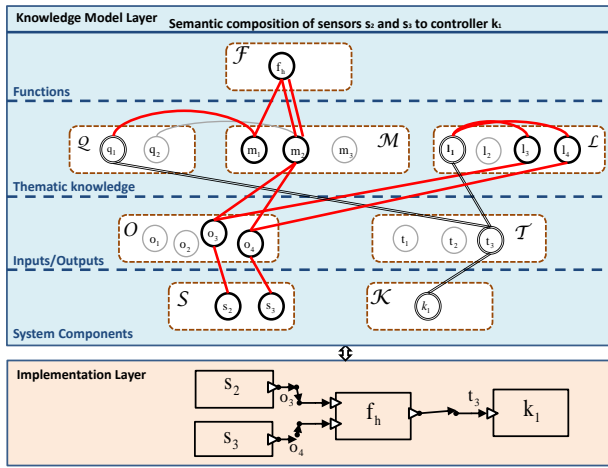 Knowledge Model Layer
Semantic composition of sensors s₂ and s₃ to controller k₁
ℱ
fₕ
Functions
𝒬 q₁ q₂ m₁ m₂ m₃ ℳ l₁ l₂ l₃ l₄ ℒ
Thematic knowledge
O o₁ o₂ o₃ o₄ t₁ t₂ t₃ 𝒯
Inputs/Outputs
S s₂ s₃ 𝒦 k₁
System Components
Implementation Layer
s₂ o₃
fₕ t₃ k₁
s₃ o₄